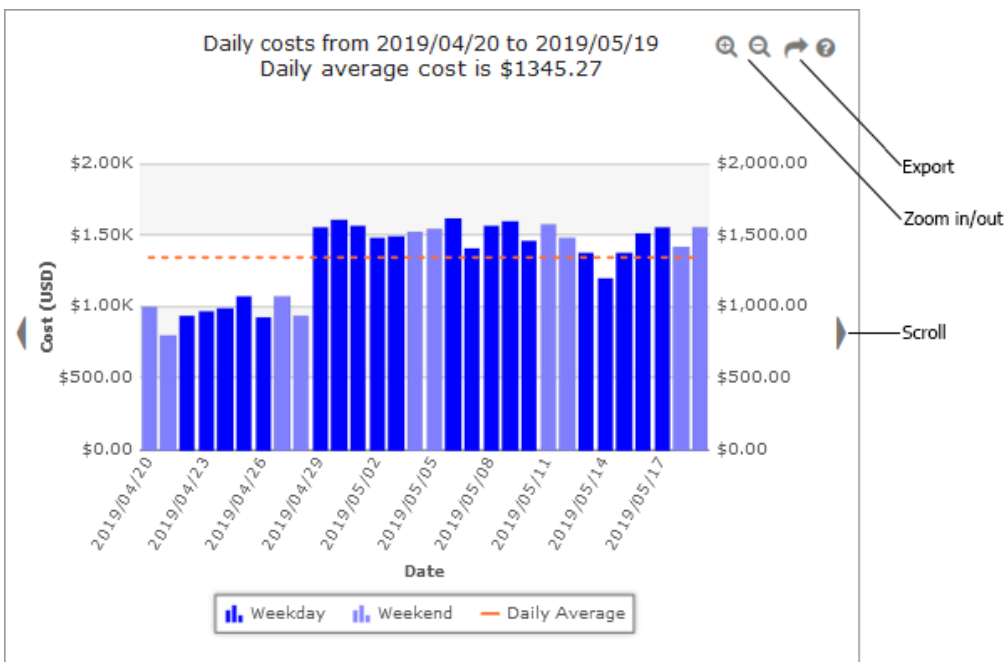 Daily costs from 2019/04/20 to 2019/05/19
Daily average cost is $1345.27
Export
Zoom in/out
Scroll
$2.00K
$1.50K
$1.00K
$500.00
$0.00
$2,000.00
$1,500.00
$1,000.00
$500.00
$0.00
Cost (USD)
2019/04/20
2019/04/23
2019/04/26
2019/04/29
2019/05/02
2019/05/05
2019/05/08
2019/05/11
2019/05/14
2019/05/17
Date
Weekday Weekend Daily Average